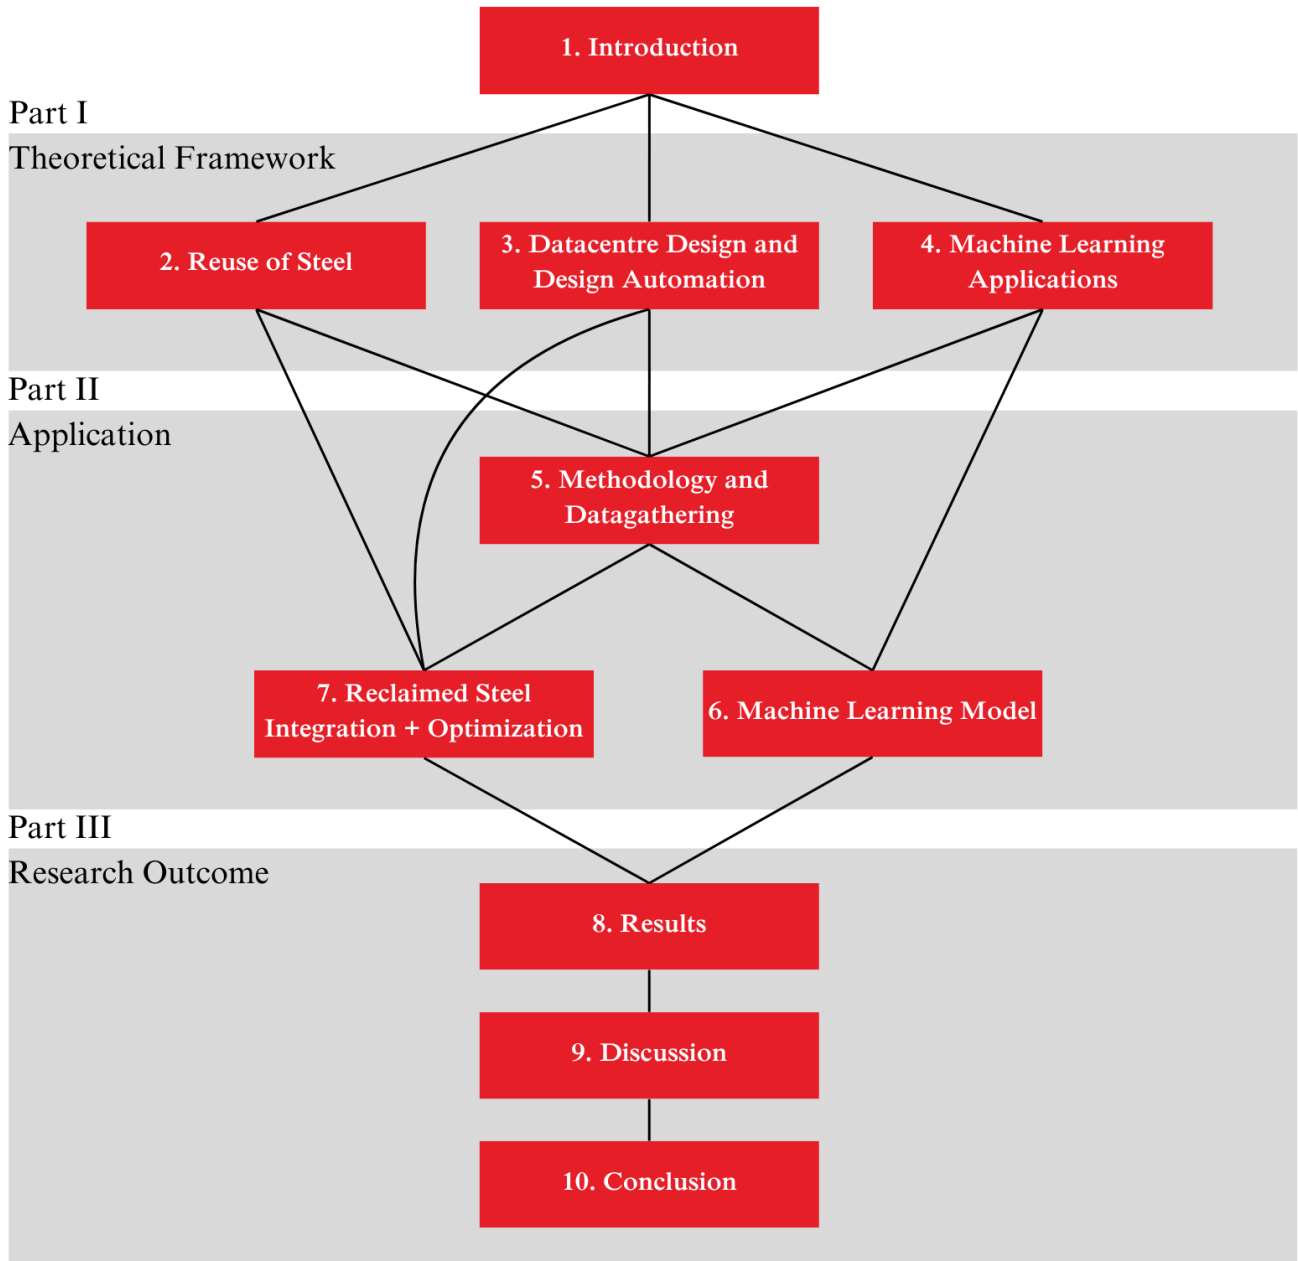 1. Introduction
Part I
Theoretical Framework
2. Reuse of Steel
3. Datacentre Design and
Design Automation
4. Machine Learning
Applications
Part II
Application
5. Methodology and
Datagathering
7. Reclaimed Steel
Integration + Optimization
6. Machine Learning Model
Part III
Research Outcome
8. Results
9. Discussion
10. Conclusion